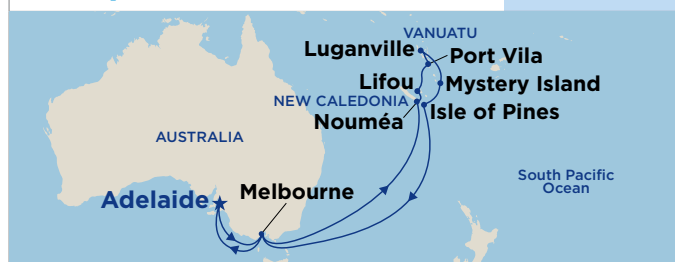 VANUATU
Luganville
Port Vila
Lifou
Mystery Island
NEW CALEDONIA
Isle of Pines
Nouméa
AUSTRALIA
South Pacific
Ocean
Melbourne
Adelaide